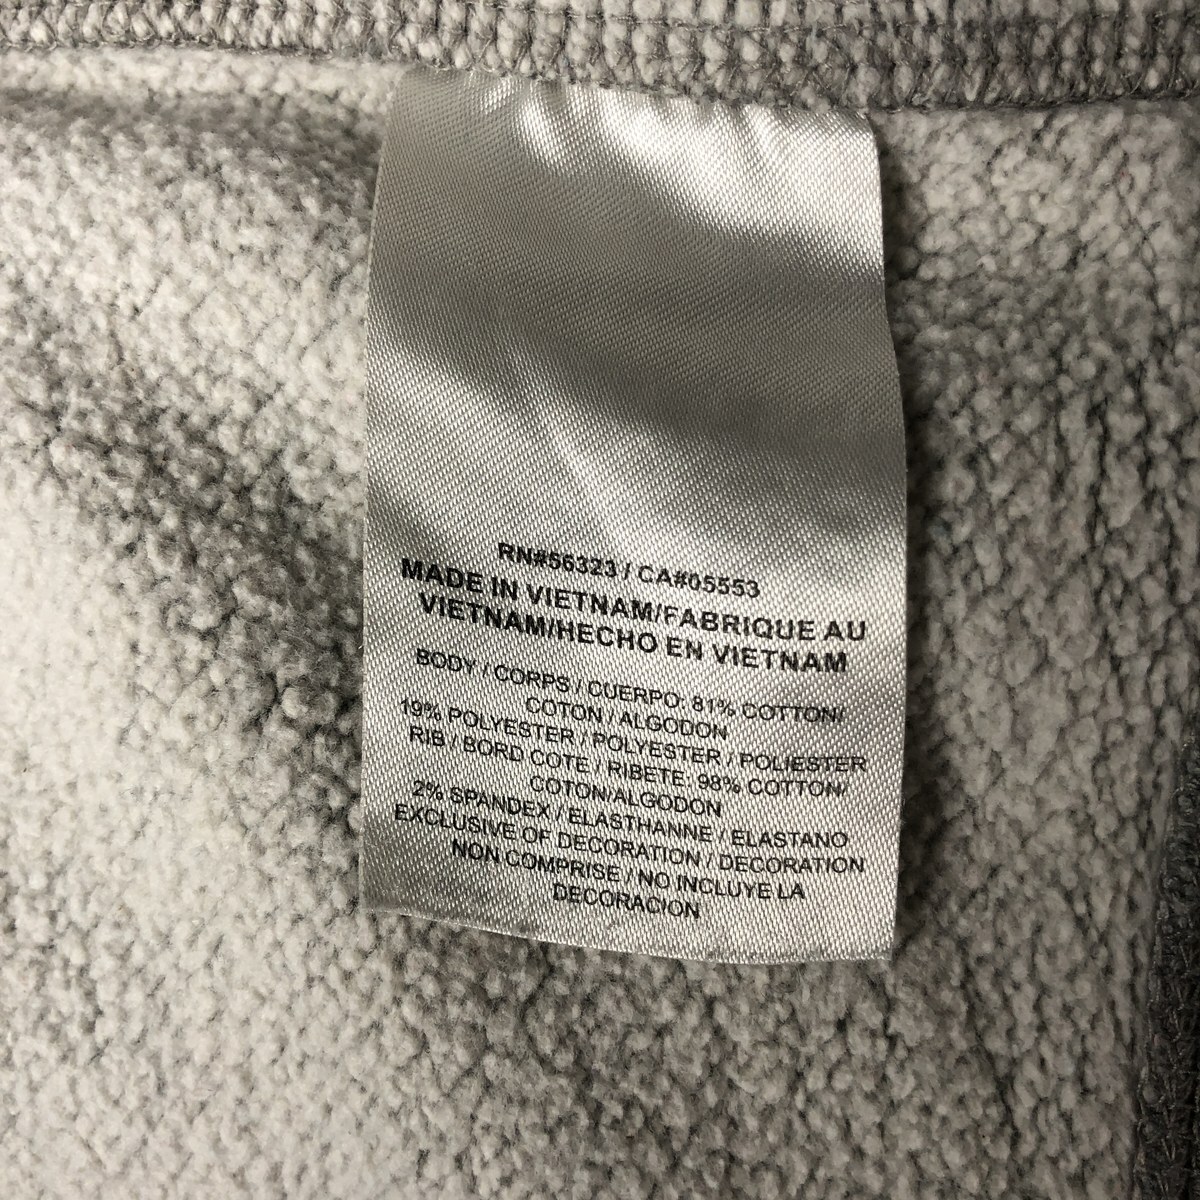 RN#56323 / CA#05553
MADE IN VIETNAM/FABRIQUE AU
VIETNAM/HECHO EN VIETNAM
BODY / CORPS / CUERPO: 81% COTTON/
COTON / ALGODON
19% POLYESTER / POLYESTER / POLIESTER
RIB / BORD COTE / RIBETE: 98% COTTON/
COTON/ALGODON
2% SPANDEX / ELASTHANNE / ELASTANO
EXCLUSIVE OF DECORATION / DECORATION
NON COMPRISE / NO INCLUYE LA
DECORACION